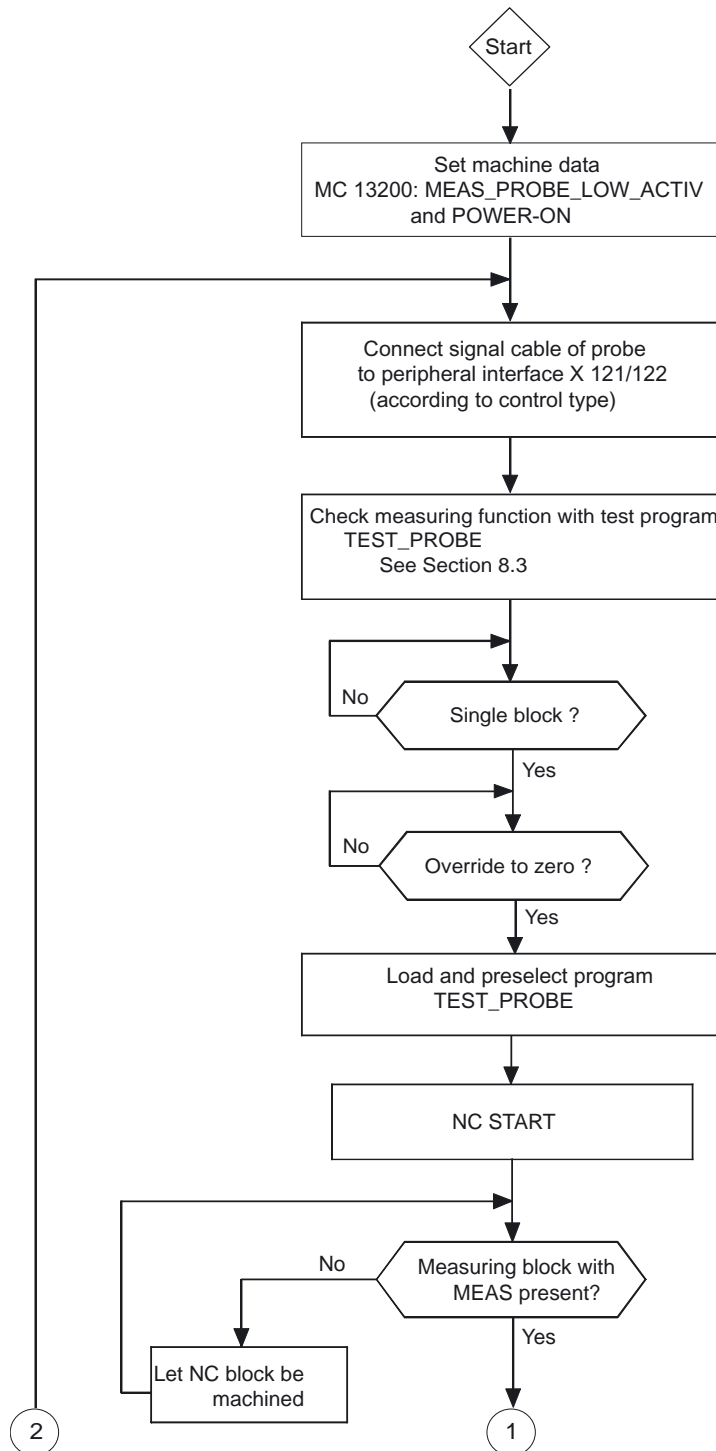 Start
Set machine data
MC 13200: MEAS_PROBE_LOW_ACTIV
and POWER-ON
Connect signal cable of probe
to peripheral interface X 121/122
(according to control type)
Check measuring function with test program
TEST_PROBE
See Section 8.3
No
Single block ?
Yes
No
Override to zero ?
Yes
Load and preselect program
TEST_PROBE
NC START
No
Measuring block with
MEAS present?
Yes
Let NC block be
machined
2
1